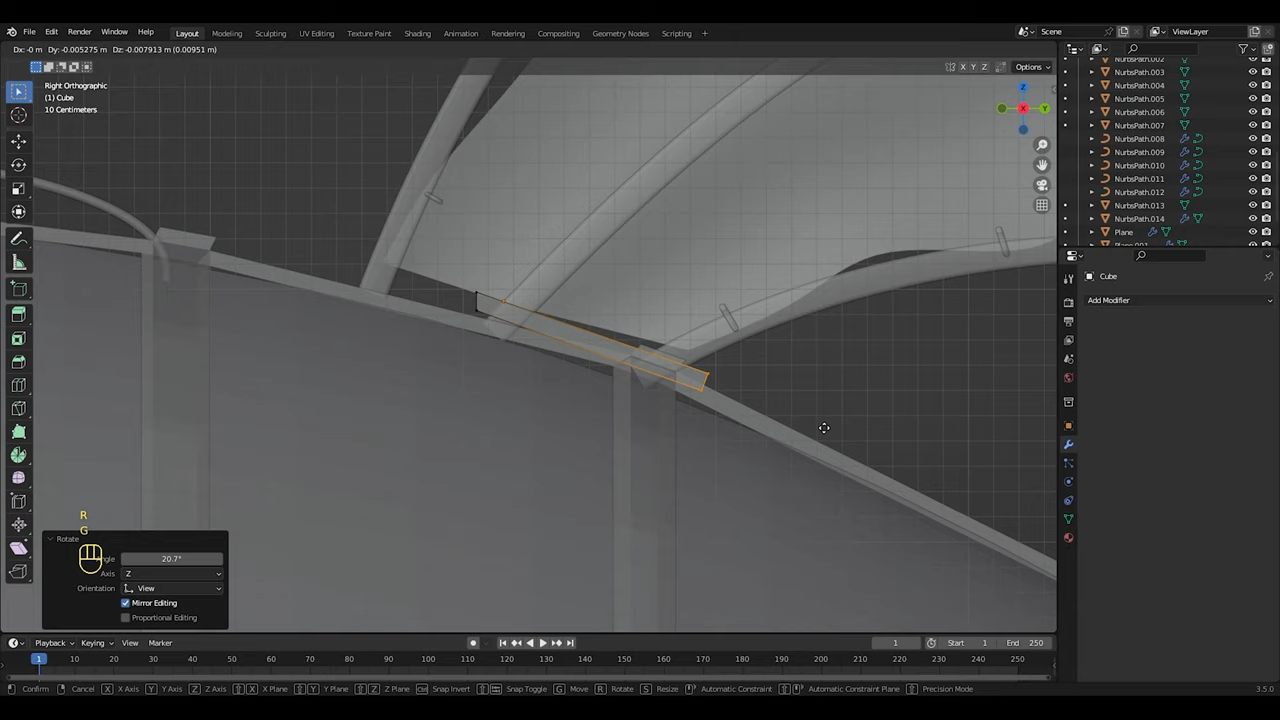 File Edit Render Window Help Layout Modeling Sculpting UV Editing Texture Paint Shading Animation Rendering Compositing Geometry Nodes Scripting + Scene ViewLayer
Dx: -0 m Dy: -0.005275 m Dz: -0.007913 m (0.00951 m)
X Y Z Options
Right Orthographic
(1) Cube
10 Centimeters
Z
X
Y
NurbsPath.003
NurbsPath.004
NurbsPath.005
NurbsPath.006
NurbsPath.007
NurbsPath.008
NurbsPath.009
NurbsPath.010
NurbsPath.011
NurbsPath.012
NurbsPath.013
NurbsPath.014
Plane
Cube
Add Modifier
R
G
Rotate
20.7°
Axis Z
Orientation View
Mirror Editing
Proportional Editing
Playback Keying View Marker 1 Start 1 End 250
1 10 20 30 40 50 60 70 80 90 100 110 120 130 140 150 160 170 180 190 200 210 220 230 240 250
Confirm Cancel X X Axis Y Y Axis Z Z Axis X X Plane Y Y Plane Z Z Plane Snap Invert Snap Toggle G Move R Rotate S Resize Automatic Constraint Automatic Constraint Plane Precision Mode 3.5.0